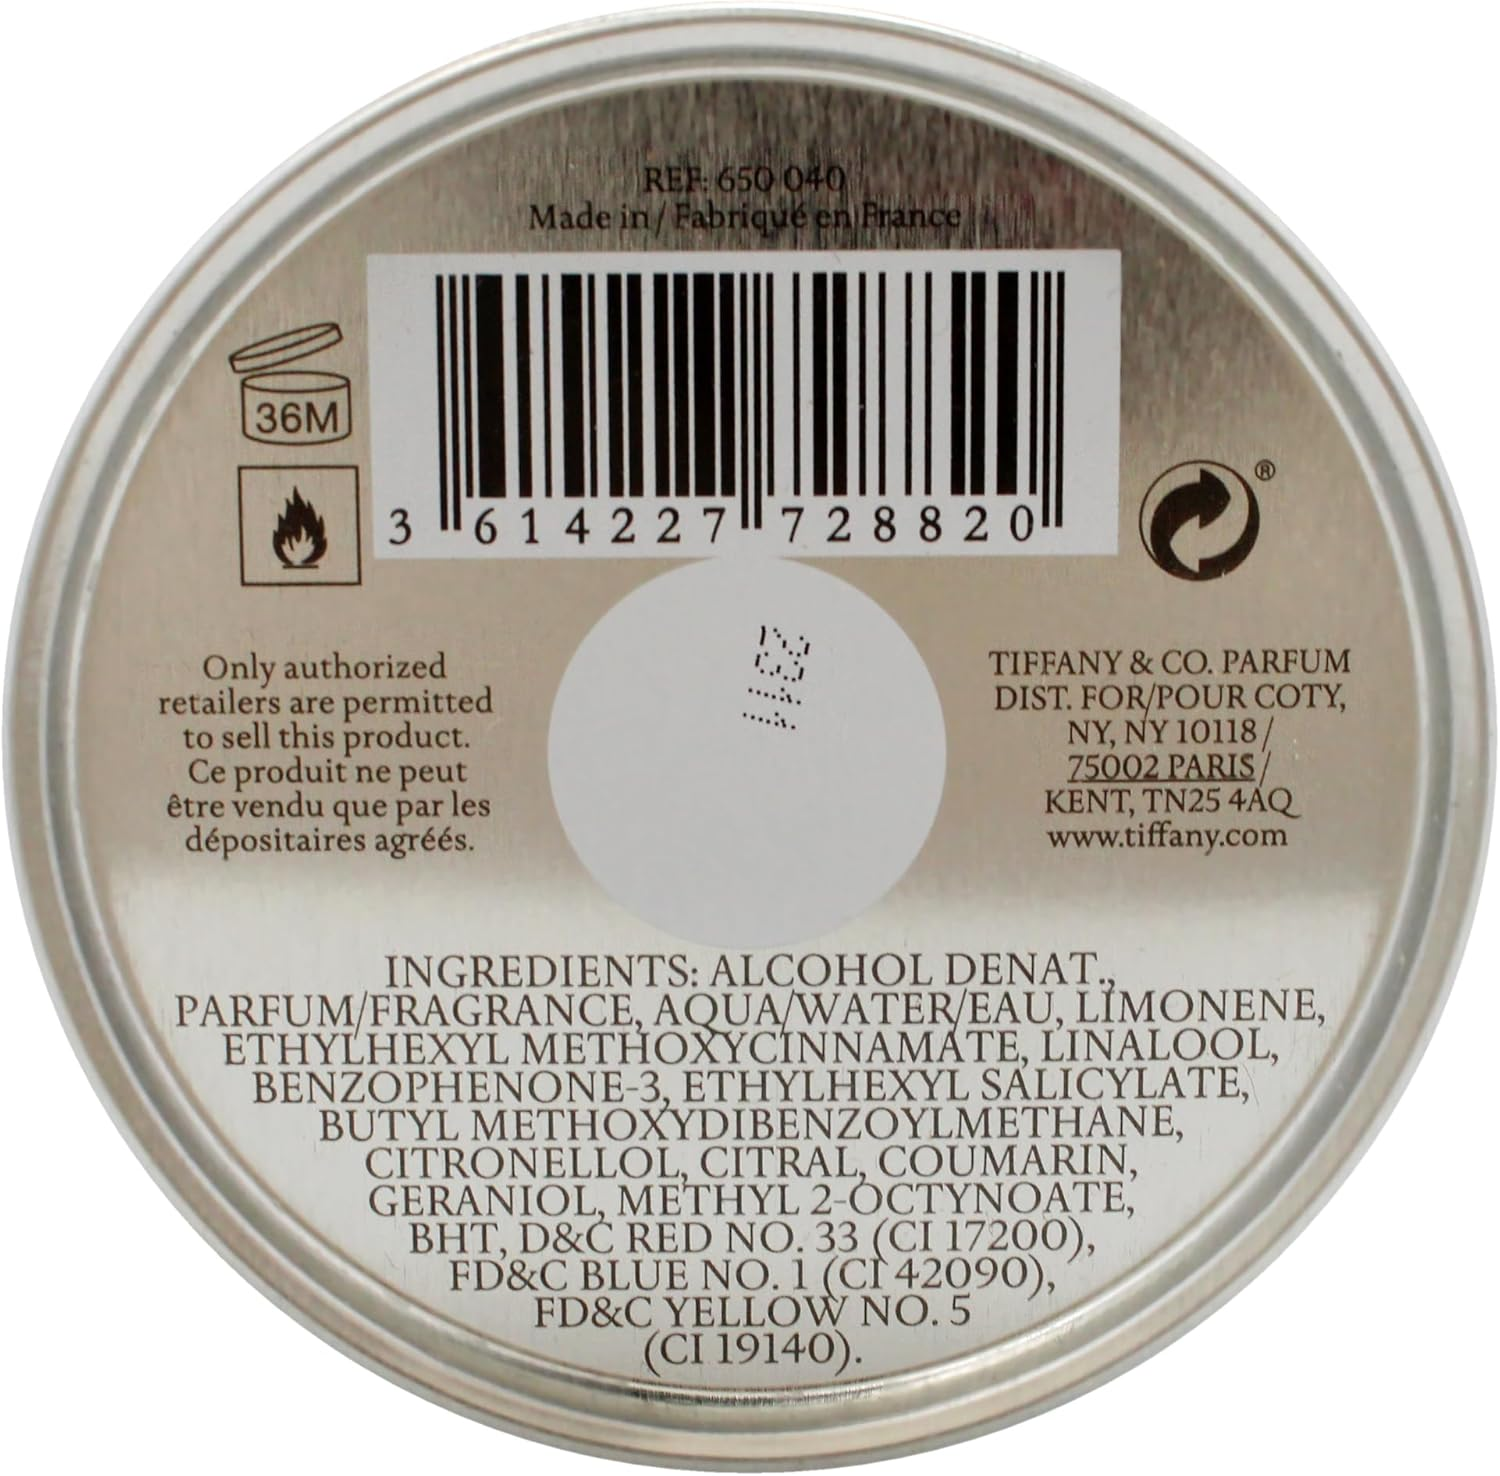 REF: 650 040
Made in / Fabriqué en France
36M
3 614227 728820
®
Only authorized
retailers are permitted
to sell this product.
Ce produit ne peut
être vendu que par les
dépositaires agréés.
1132
TIFFANY & CO. PARFUM
DIST. FOR/POUR COTY,
NY, NY 10118 /
75002 PARIS /
KENT, TN25 4AQ
www.tiffany.com
INGREDIENTS: ALCOHOL DENAT.,
PARFUM/FRAGRANCE, AQUA/WATER/EAU, LIMONENE,
ETHYLHEXYL METHOXYCINNAMATE, LINALOOL,
BENZOPHENONE-3, ETHYLHEXYL SALICYLATE,
BUTYL METHOXYDIBENZOYLMETHANE,
CITRONELLOL, CITRAL, COUMARIN,
GERANIOL, METHYL 2-OCTYNOATE,
BHT, D&C RED NO. 33 (CI 17200),
FD&C BLUE NO. 1 (CI 42090),
FD&C YELLOW NO. 5
(CI 19140).